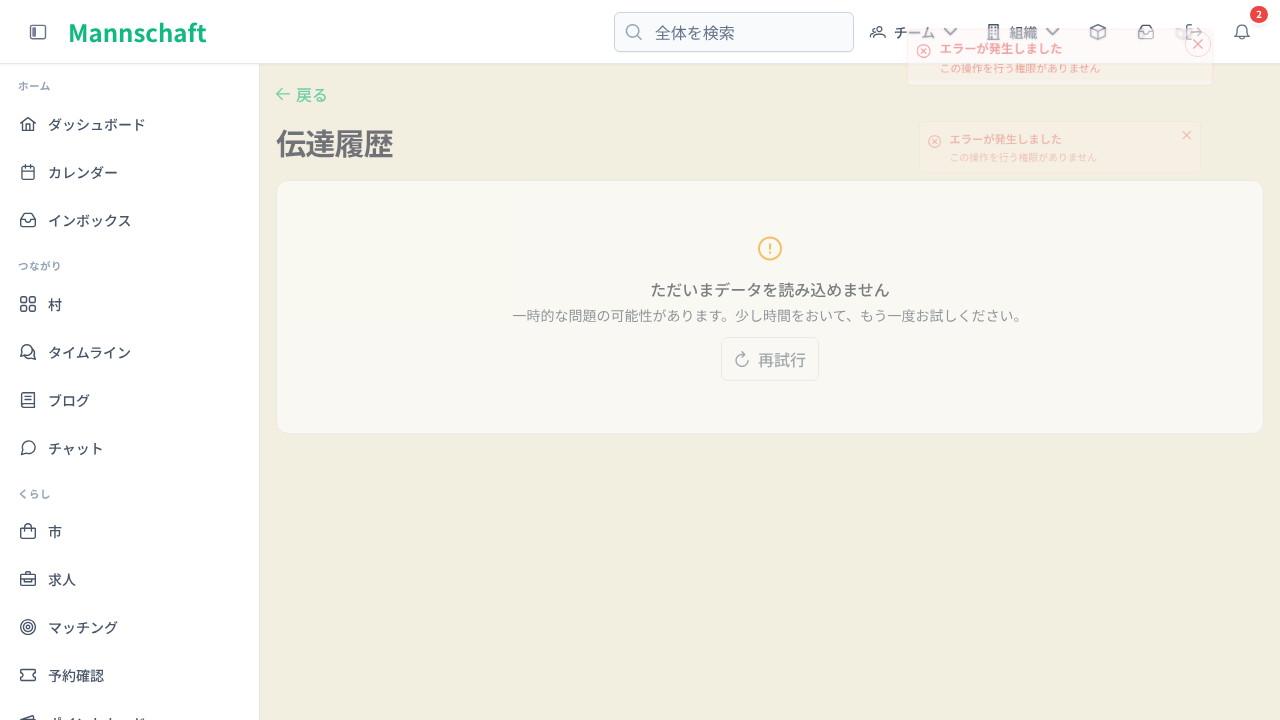 Mannschaft
全体を検索
チーム
組織
2
エラーが発生しました
この操作を行う権限がありません
エラーが発生しました
この操作を行う権限がありません
ホーム
ダッシュボード
カレンダー
インボックス
つながり
村
タイムライン
ブログ
チャット
くらし
市
求人
マッチング
予約確認
戻る
伝達履歴
ただいまデータを読み込めません
一時的な問題の可能性があります。少し時間をおいて、もう一度お試しください。
再試行